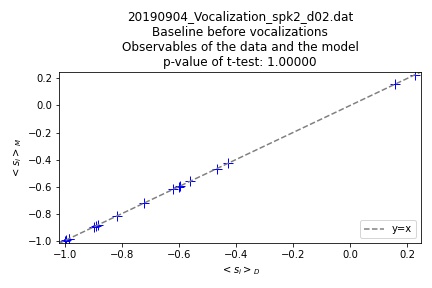 20190904_Vocalization_spk2_d02.dat
Baseline before vocalizations
Observables of the data and the model
p-value of t-test: 1.00000
0.2
0.0
−0.2
−0.4
−0.6
−0.8
−1.0
< s_i >_M
y=x
−1.0 −0.8 −0.6 −0.4 −0.2 0.0 0.2
< s_i >_D